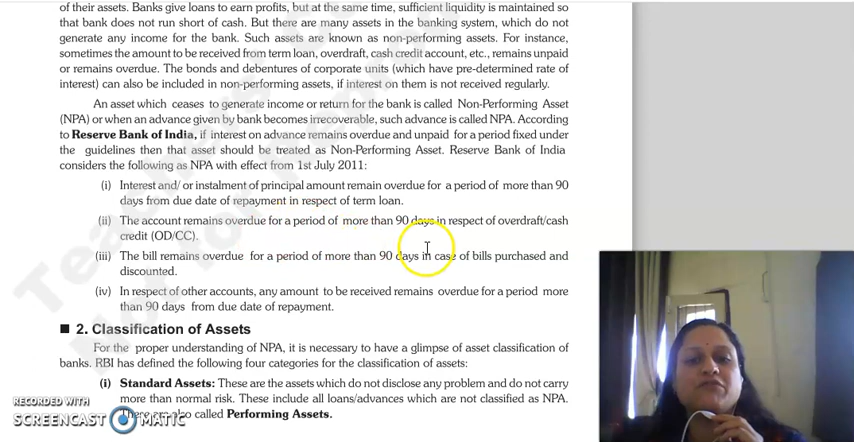 of their assets. Banks give loans to earn profits, but at the same time, sufficient liquidity is maintained so
that bank does not run short of cash. But there are many assets in the banking system, which do not
generate any income for the bank. Such assets are known as non-performing assets. For instance,
sometimes the amount to be received from term loan, overdraft, cash credit account, etc., remains unpaid
or remains overdue. The bonds and debentures of corporate units (which have pre-determined rate of
interest) can also be included in non-performing assets, if interest on them is not received regularly.
An asset which ceases to generate income or return for the bank is called Non-Performing Asset
(NPA) or when an advance given by bank becomes irrecoverable, such advance is called NPA. According
to Reserve Bank of India, if interest on advance remains overdue and unpaid for a period fixed under
the guidelines then that asset should be treated as Non-Performing Asset. Reserve Bank of India
considers the following as NPA with effect from 1st July 2011:
(i) Interest and/ or instalment of principal amount remain overdue for a period of more than 90
days from due date of repayment in respect of term loan.
(ii) The account remains overdue for a period of more than 90 days in respect of overdraft/cash
credit (OD/CC).
(iii) The bill remains overdue for a period of more than 90 days in case of bills purchased and
discounted.
(iv) In respect of other accounts, any amount to be received remains overdue for a period more
than 90 days from due date of repayment.
■ 2. Classification of Assets
For the proper understanding of NPA, it is necessary to have a glimpse of asset classification of
banks. RBI has defined the following four categories for the classification of assets:
(i) Standard Assets: These are the assets which do not disclose any problem and do not carry
more than normal risk. These include all loans/advances which are not classified as NPA.
There are also called Performing Assets.
RECORDED WITH
SCREENCAST MATIC
Teachers
Not for